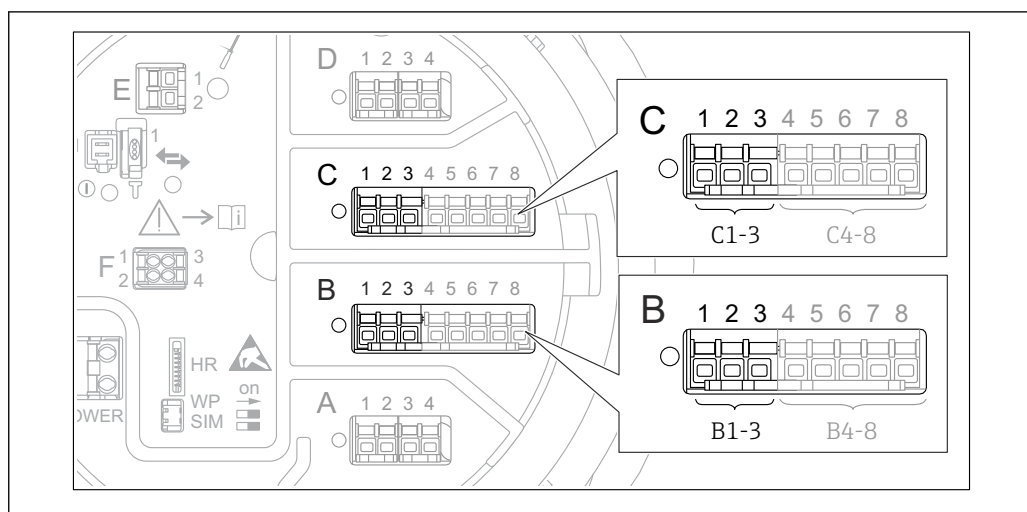 D 1 2 3 4
E 1
2
1
C 1 2 3 4 5 6 7 8
i
F 1 3
2 4
B 1 2 3 4 5 6 7 8
HR
WP on
SIM
OWER
A 1 2 3 4
C 1 2 3 4 5 6 7 8
C1-3 C4-8
B 1 2 3 4 5 6 7 8
B1-3 B4-8